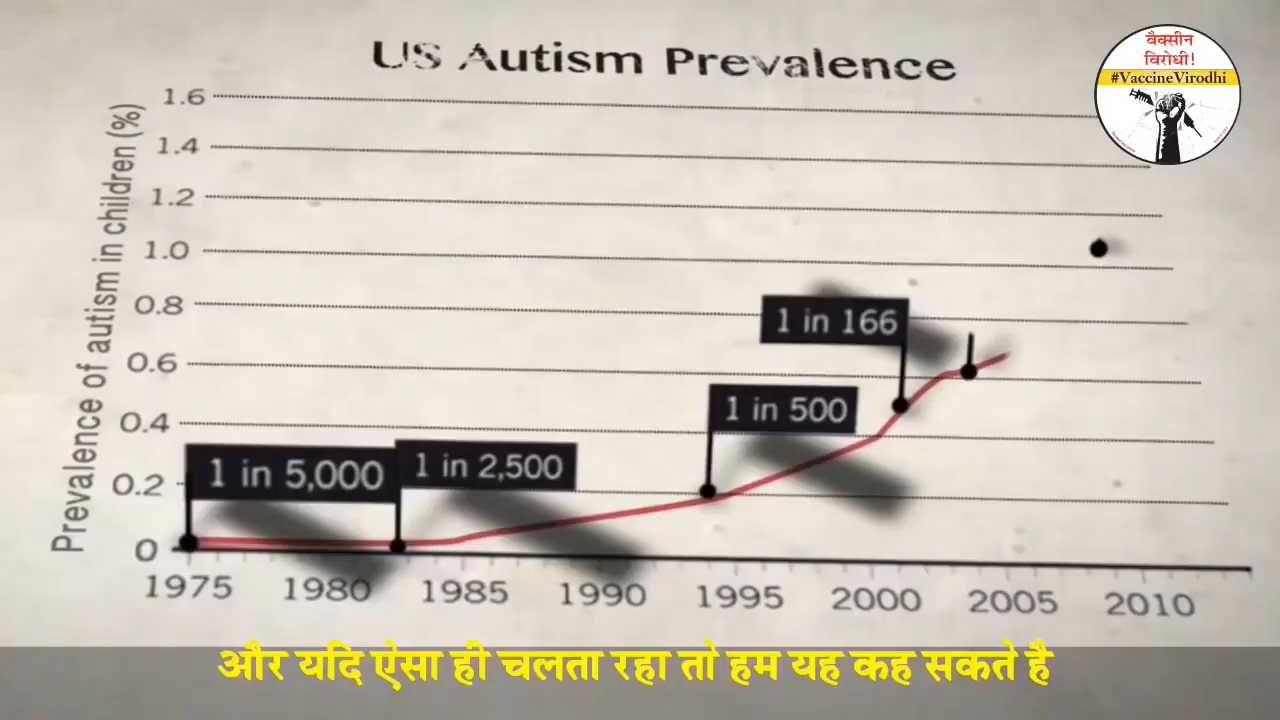 US Autism Prevalence
वैक्सीन
विरोधी!
#VaccineVirodhi
Prevalence of autism in children (%)
1.6
1.4
1.2
1.0
0.8
0.6
0.4
0.2
0
1 in 5,000
1 in 2,500
1 in 500
1 in 166
1975 1980 1985 1990 1995 2000 2005 2010
और यदि ऐसा ही चलता रहा तो हम यह कह सकते है